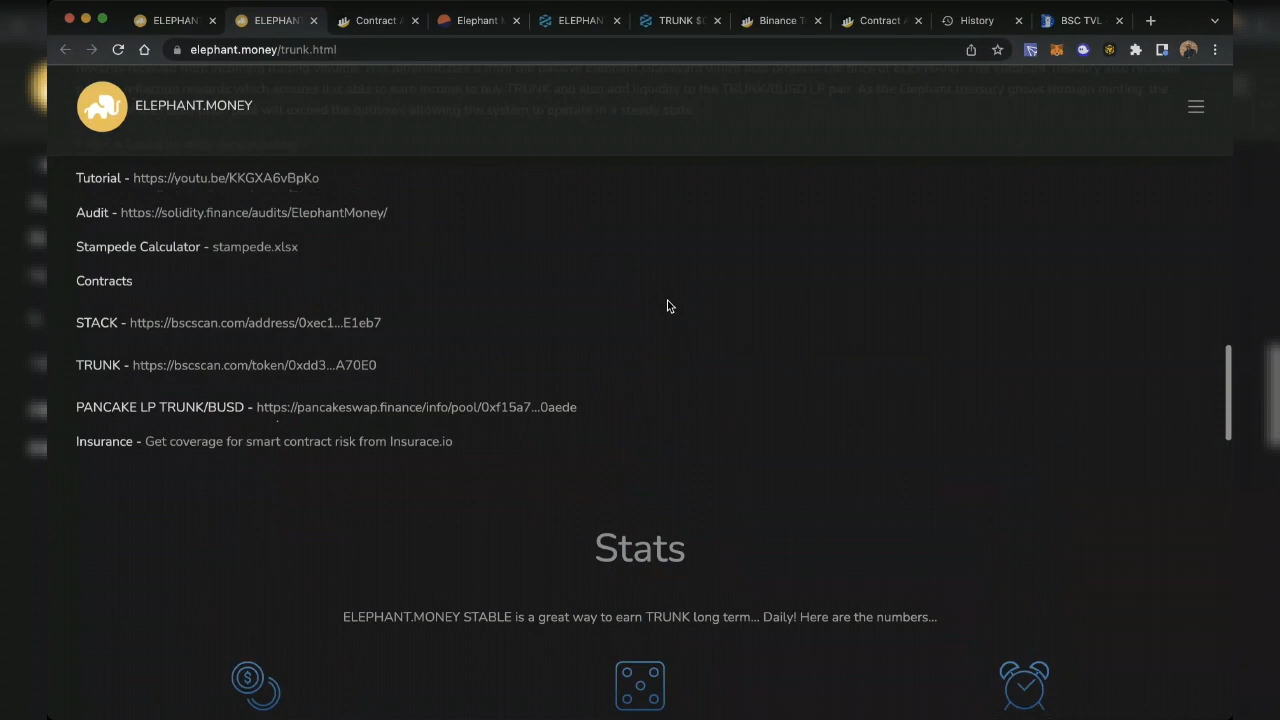 ELEPHANT
ELEPHAN
Contract A
Elephant M
ELEPHAN
TRUNK $0
Binance T
Contract A
History
BSC TVL
elephant.money/trunk.html
ELEPHANT.MONEY
Tutorial - https://youtu.be/KKGXA6vBpKo
Audit - https://solidity.finance/audits/ElephantMoney/
Stampede Calculator - stampede.xlsx
Contracts
STACK - https://bscscan.com/address/0xec1...E1eb7
TRUNK - https://bscscan.com/token/0xdd3...A70E0
PANCAKE LP TRUNK/BUSD - https://pancakeswap.finance/info/pool/0xf15a7...0aede
Insurance - Get coverage for smart contract risk from Insurace.io
Stats
ELEPHANT.MONEY STABLE is a great way to earn TRUNK long term... Daily! Here are the numbers...